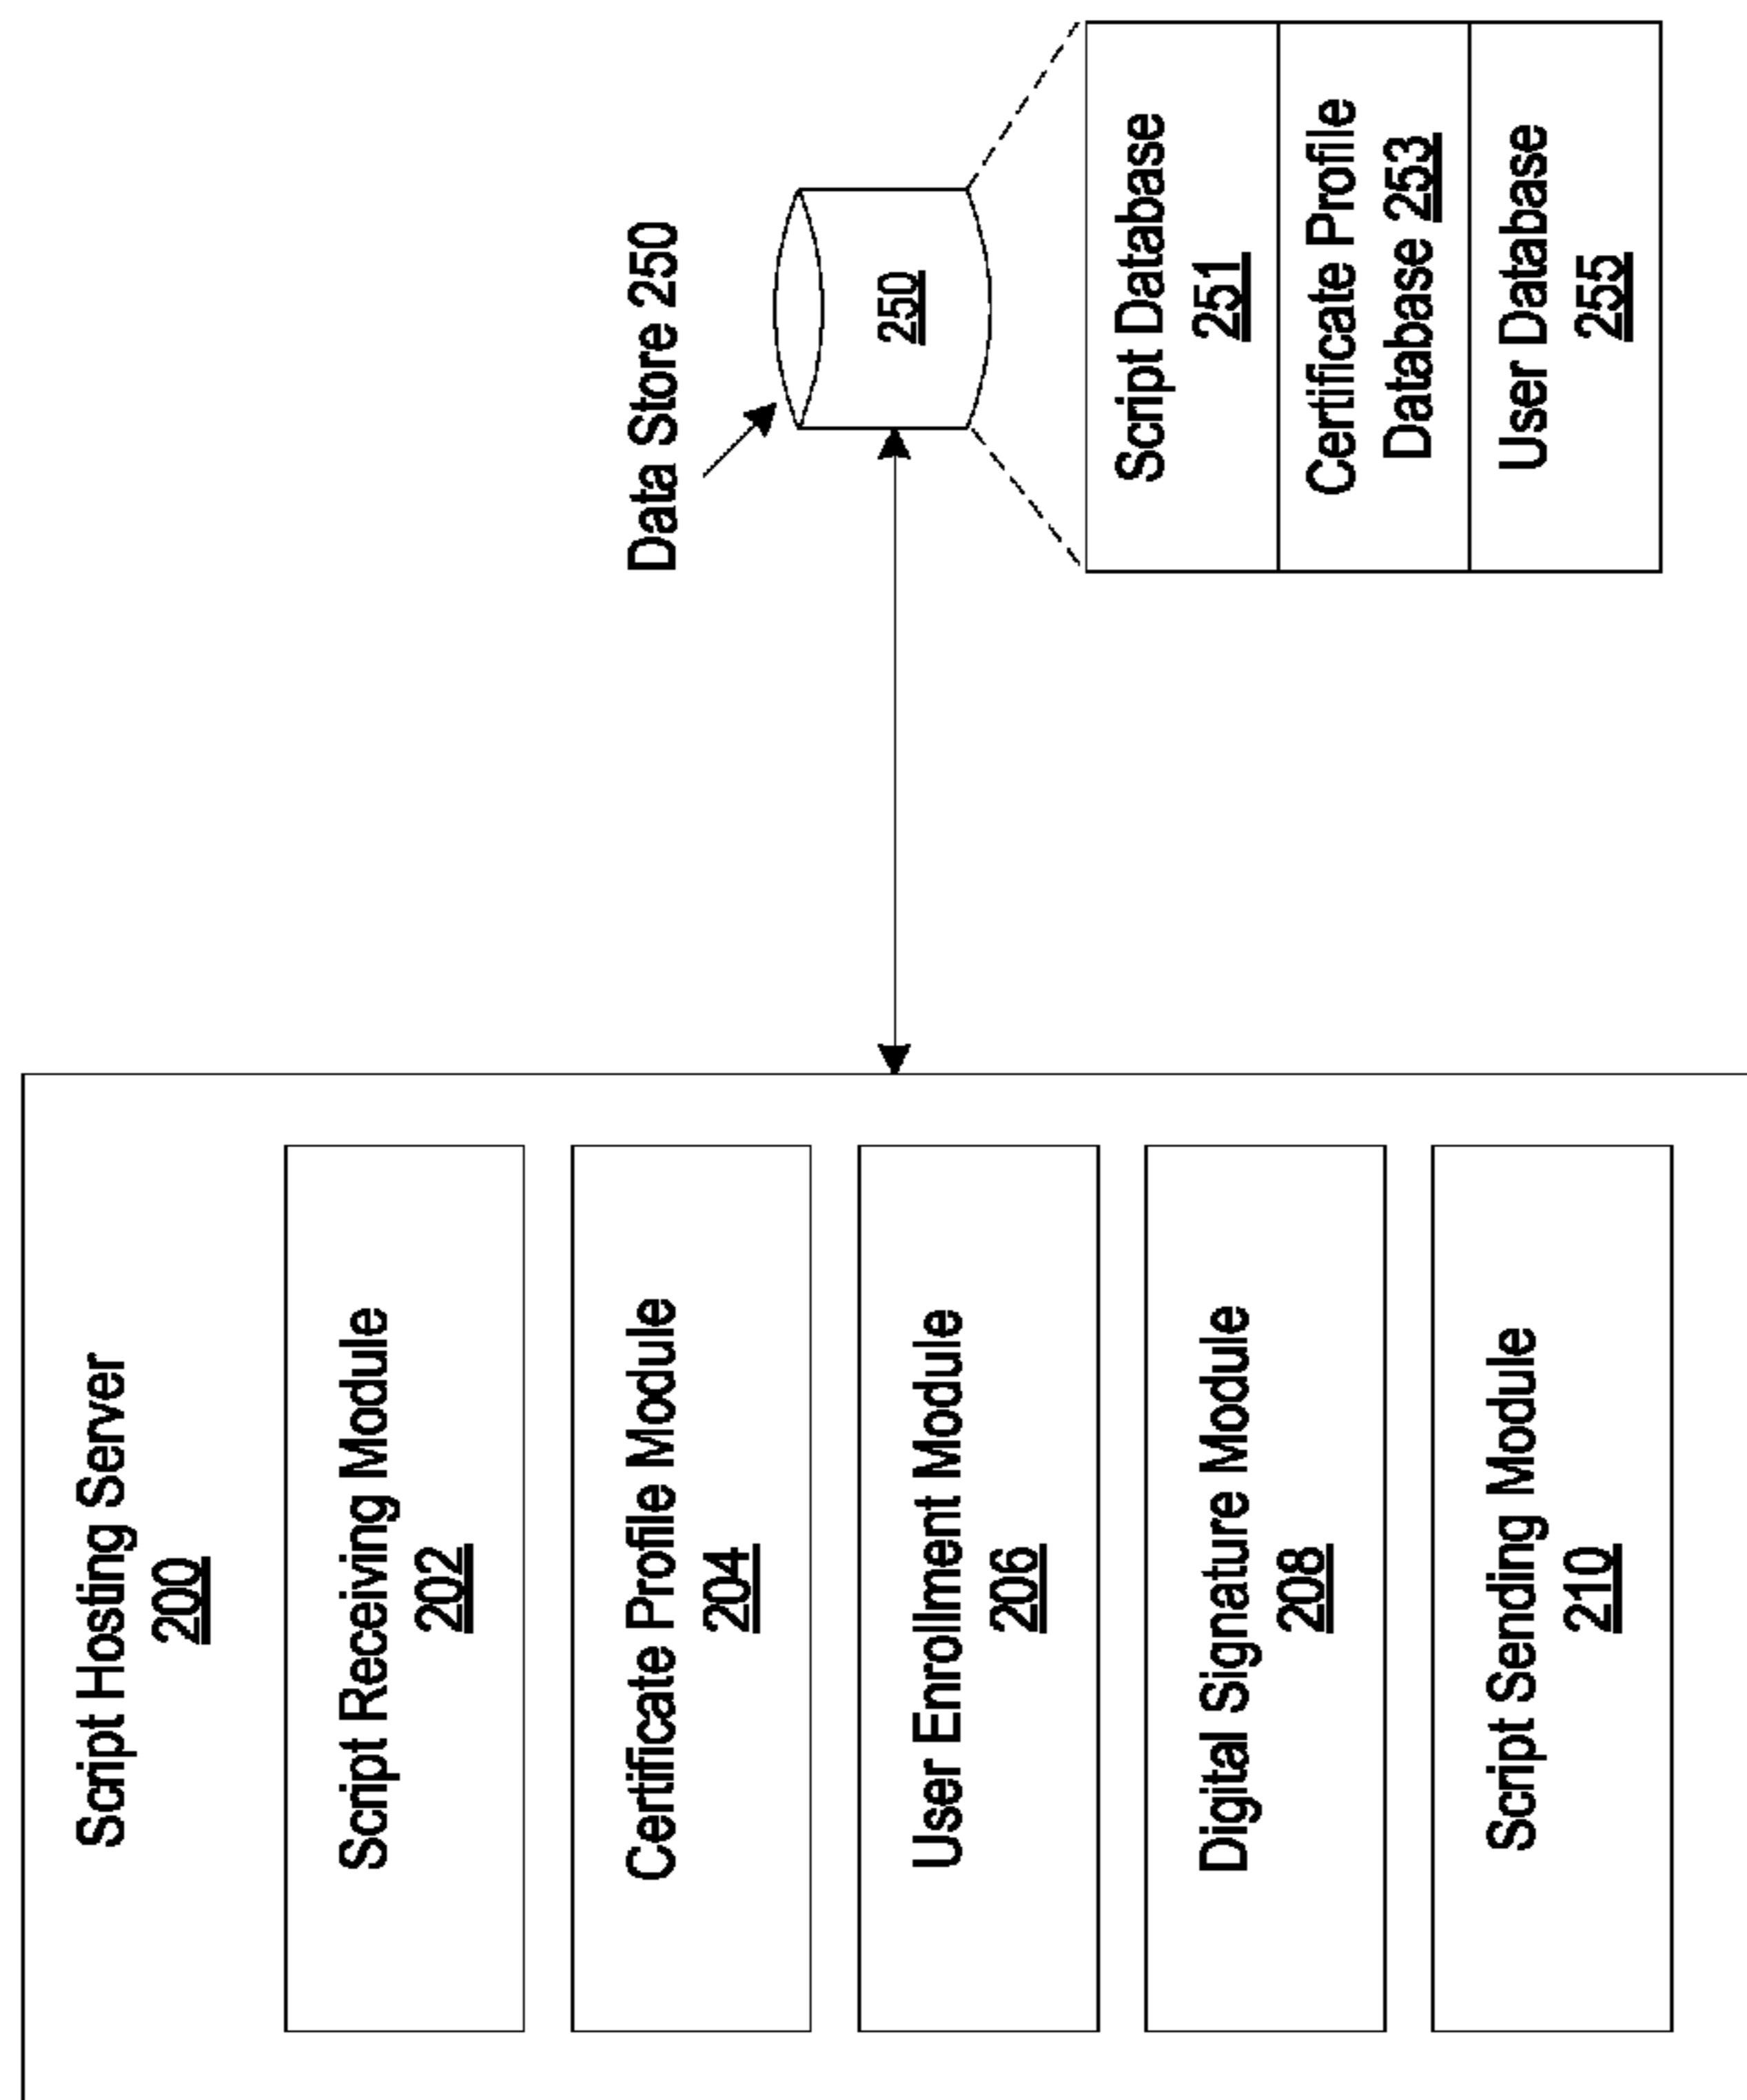 Script Hosting Server
200
Script Receiving Module
202
Certificate Profile Module
204
User Enrollment Module
206
Digital Signature Module
208
Script Sending Module
210
Data Store 250
250
Script Database
251
Certificate Profile
Database 253
User Database
255